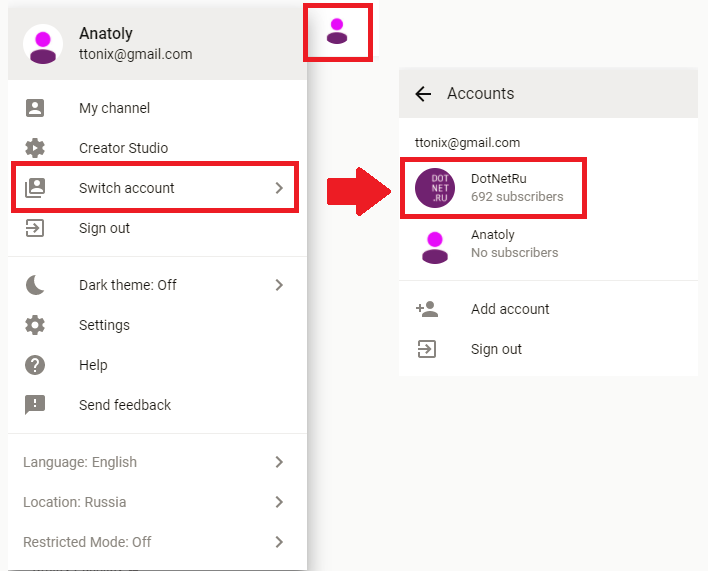 Anatoly
ttonix@gmail.com
My channel
Creator Studio
Switch account
Sign out
Dark theme: Off
Settings
Help
Send feedback
Language: English
Location: Russia
Restricted Mode: Off
Accounts
ttonix@gmail.com
DOT
NET
.RU
DotNetRu
692 subscribers
Anatoly
No subscribers
Add account
Sign out